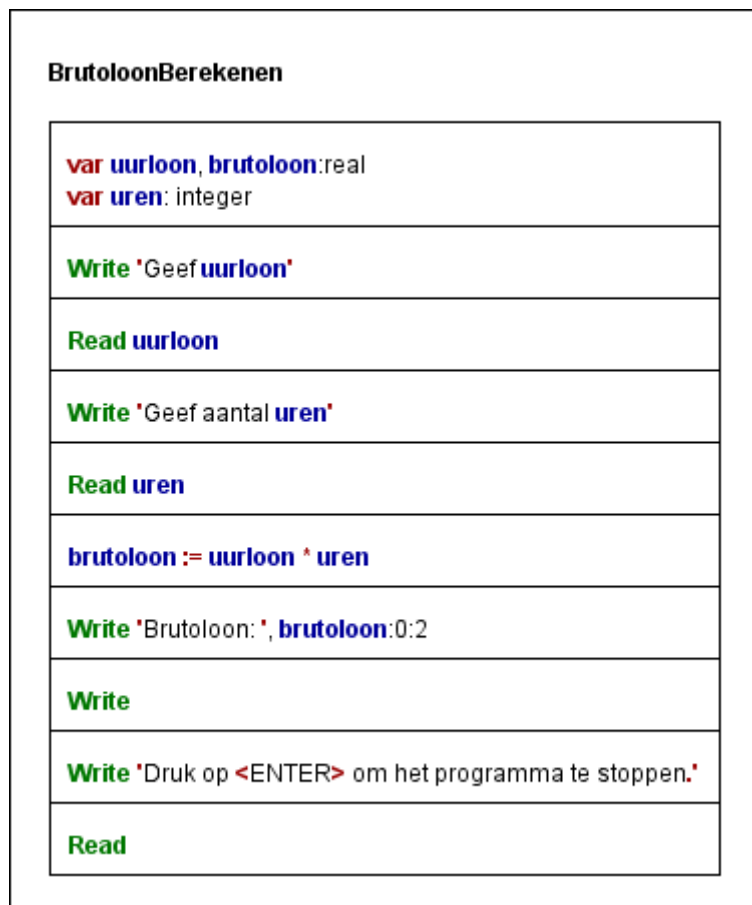 BrutoloonBerekenen
var uurloon, brutoloon:real
var uren: integer
Write 'Geef uurloon'
Read uurloon
Write 'Geef aantal uren'
Read uren
brutoloon := uurloon * uren
Write 'Brutoloon: ', brutoloon:0:2
Write
Write 'Druk op <ENTER> om het programma te stoppen.'
Read